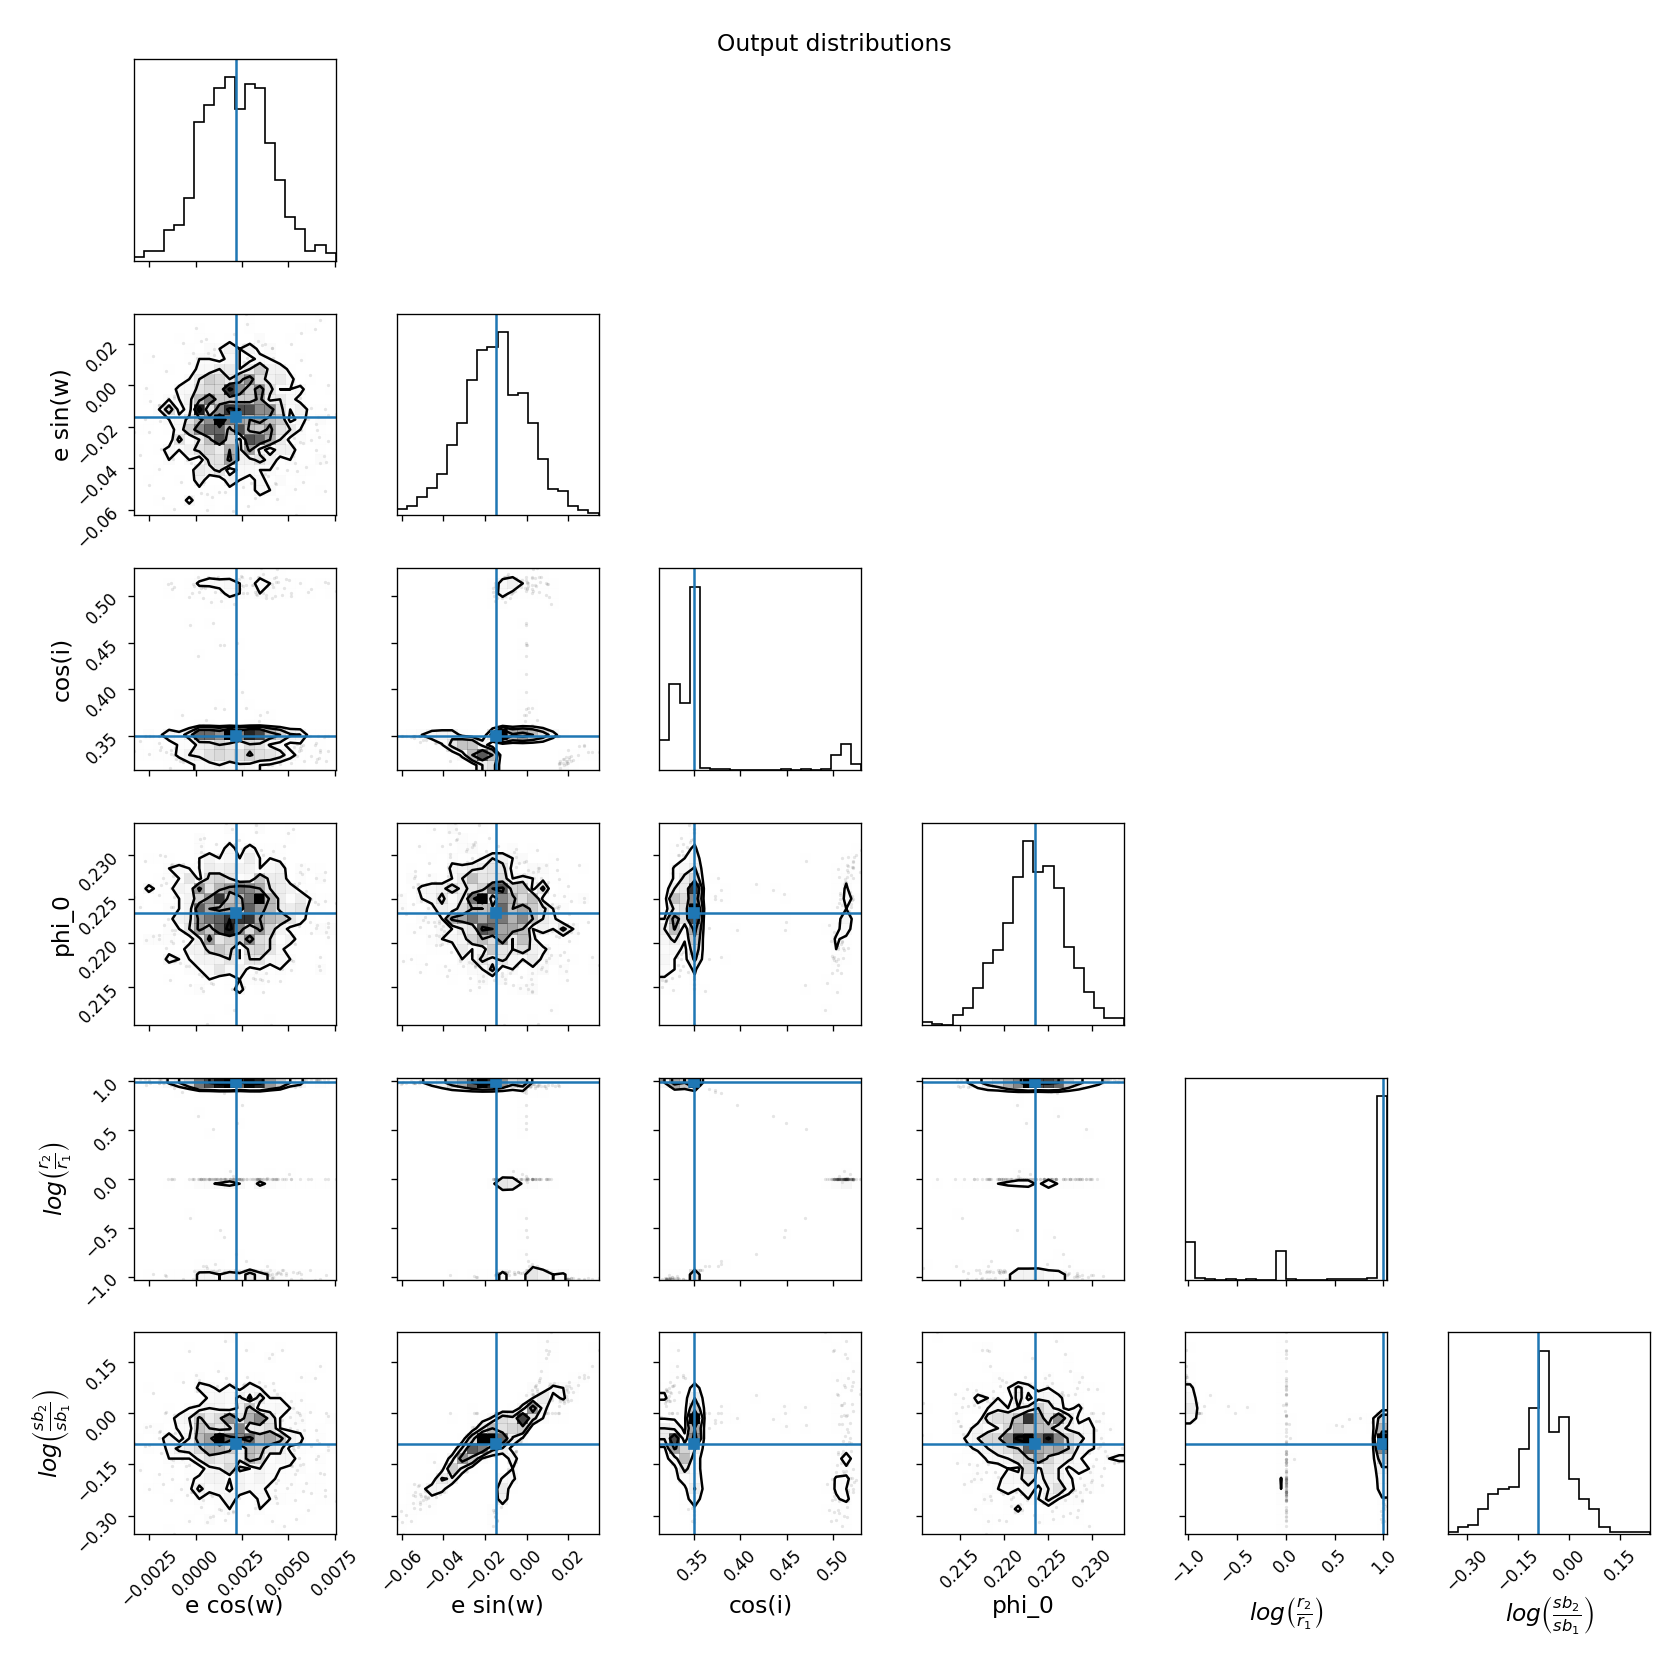 Output distributions
e sin(w)
0.02
0.00
−0.02
−0.04
−0.06
cos(i)
0.50
0.45
0.40
0.35
phi_0
0.230
0.225
0.220
0.215
log(r2/r1)
1.0
0.5
0.0
−0.5
−1.0
log(sb2/sb1)
0.15
0.00
−0.15
−0.30
−0.0025 0.0000 0.0025 0.0050 0.0075
−0.06 −0.04 −0.02 0.00 0.02
0.35 0.40 0.45 0.50
0.215 0.220 0.225 0.230
−1.0 −0.5 0.0 0.5 1.0
−0.30 −0.15 0.00 0.15
e cos(w) e sin(w) cos(i) phi_0 log(r2/r1) log(sb2/sb1)